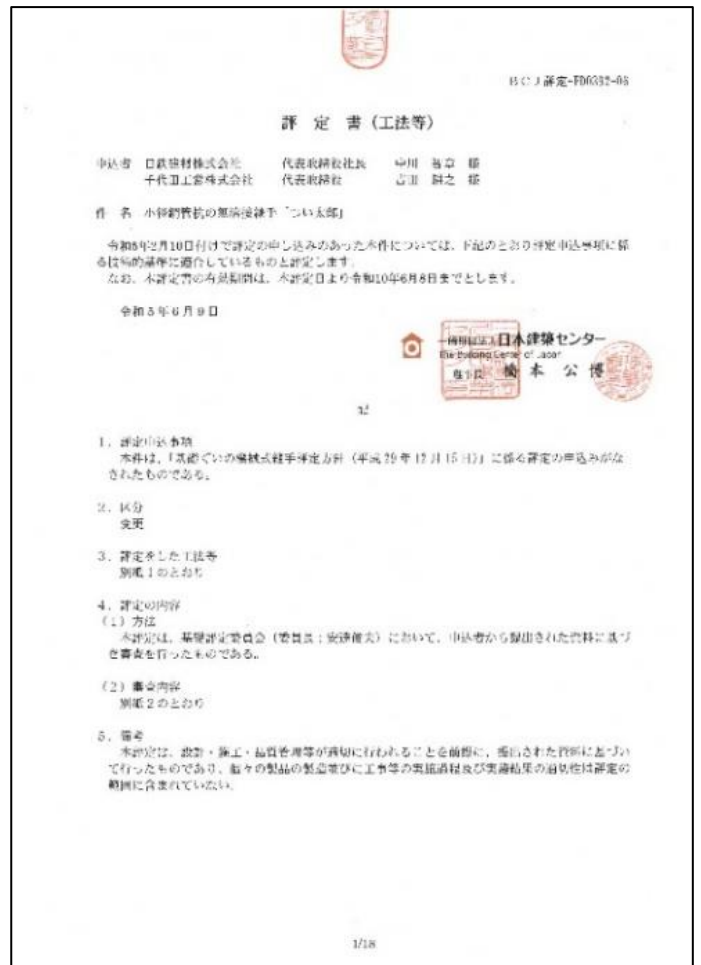 BCJ評定-FD0392-06
評 定 書（工法等）
申込者 日鉄建材株式会社 代表取締役社長 中川 智章 様
千代田工営株式会社 代表取締役 吉田 様
件 名 小径鋼管杭の無溶接継手「つい太郎」
令和5年2月10日付けで評定の申し込みのあった本件については、下記のとおり評定申込事項に係
る技術的基準に適合しているものと評定します。
なお、本評定書の有効期間は、本評定日より令和10年6月8日までとします。
令和5年6月9日
一般財団法人 日本建築センター
The Building Center of Japan
理事長 橋 本 公 博
記
1．評定申込事項
本件は、「基礎ぐいの機械式継手評定方針（平成29年12月15日）」に係る評定の申込みがな
されたものである。
2．区分
変更
3．評定をした工法等
別紙1のとおり
4．評定の内容
（1）方法
本評定は、基礎評定委員会（委員長：安達俊夫）において、申込者から提出された資料に基づ
き審査を行ったものである。
（2）審査内容
別紙2のとおり
5．備考
本評定は、設計・施工・品質管理等が適切に行われることを前提に、提出された資料に基づい
て行ったものであり、個々の製品の製造並びに工事等の実施過程及び実施結果の適切性は評定の
範囲に含まれていない。
1/18